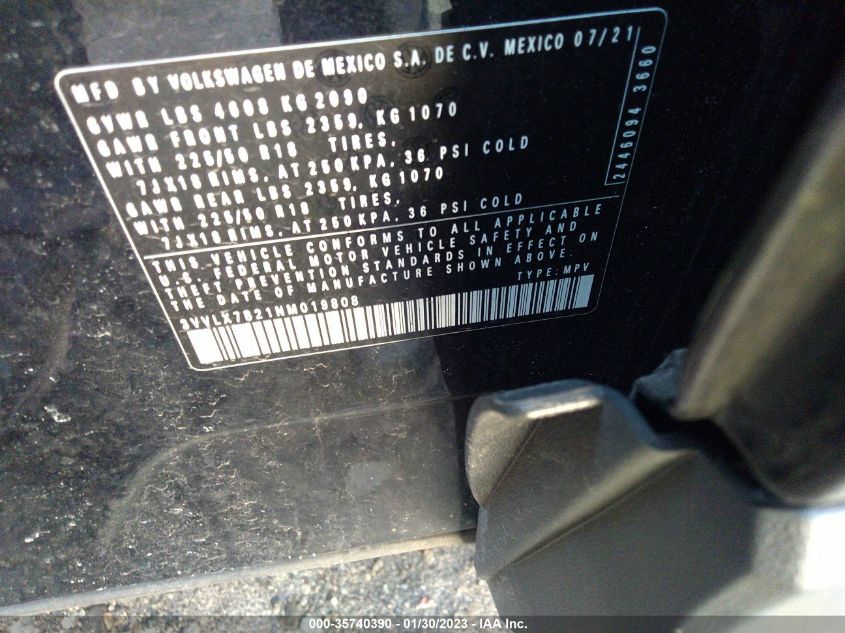 MFD BY VOLKSWAGEN DE MEXICO S.A. DE C.V. MEXICO 07/21
GVWR LBS 4608 KG 2090
GAWR FRONT LBS 2359, KG 1070
WITH 225/50 R18 TIRES,
7JX18 RIMS, AT 250 KPA, 36 PSI COLD
GAWR REAR LBS 2359, KG 1070
WITH 225/50 R18 TIRES,
7JX18 RIMS, AT 250 KPA, 36 PSI COLD
THIS VEHICLE CONFORMS TO ALL APPLICABLE
U.S. FEDERAL MOTOR VEHICLE SAFETY AND
THEFT PREVENTION STANDARDS IN EFFECT ON
THE DATE OF MANUFACTURE SHOWN ABOVE.
TYPE: MPV
3VVLX7B21NM019808
2446094 3660
000-35740390 - 01/30/2023 - IAA Inc.